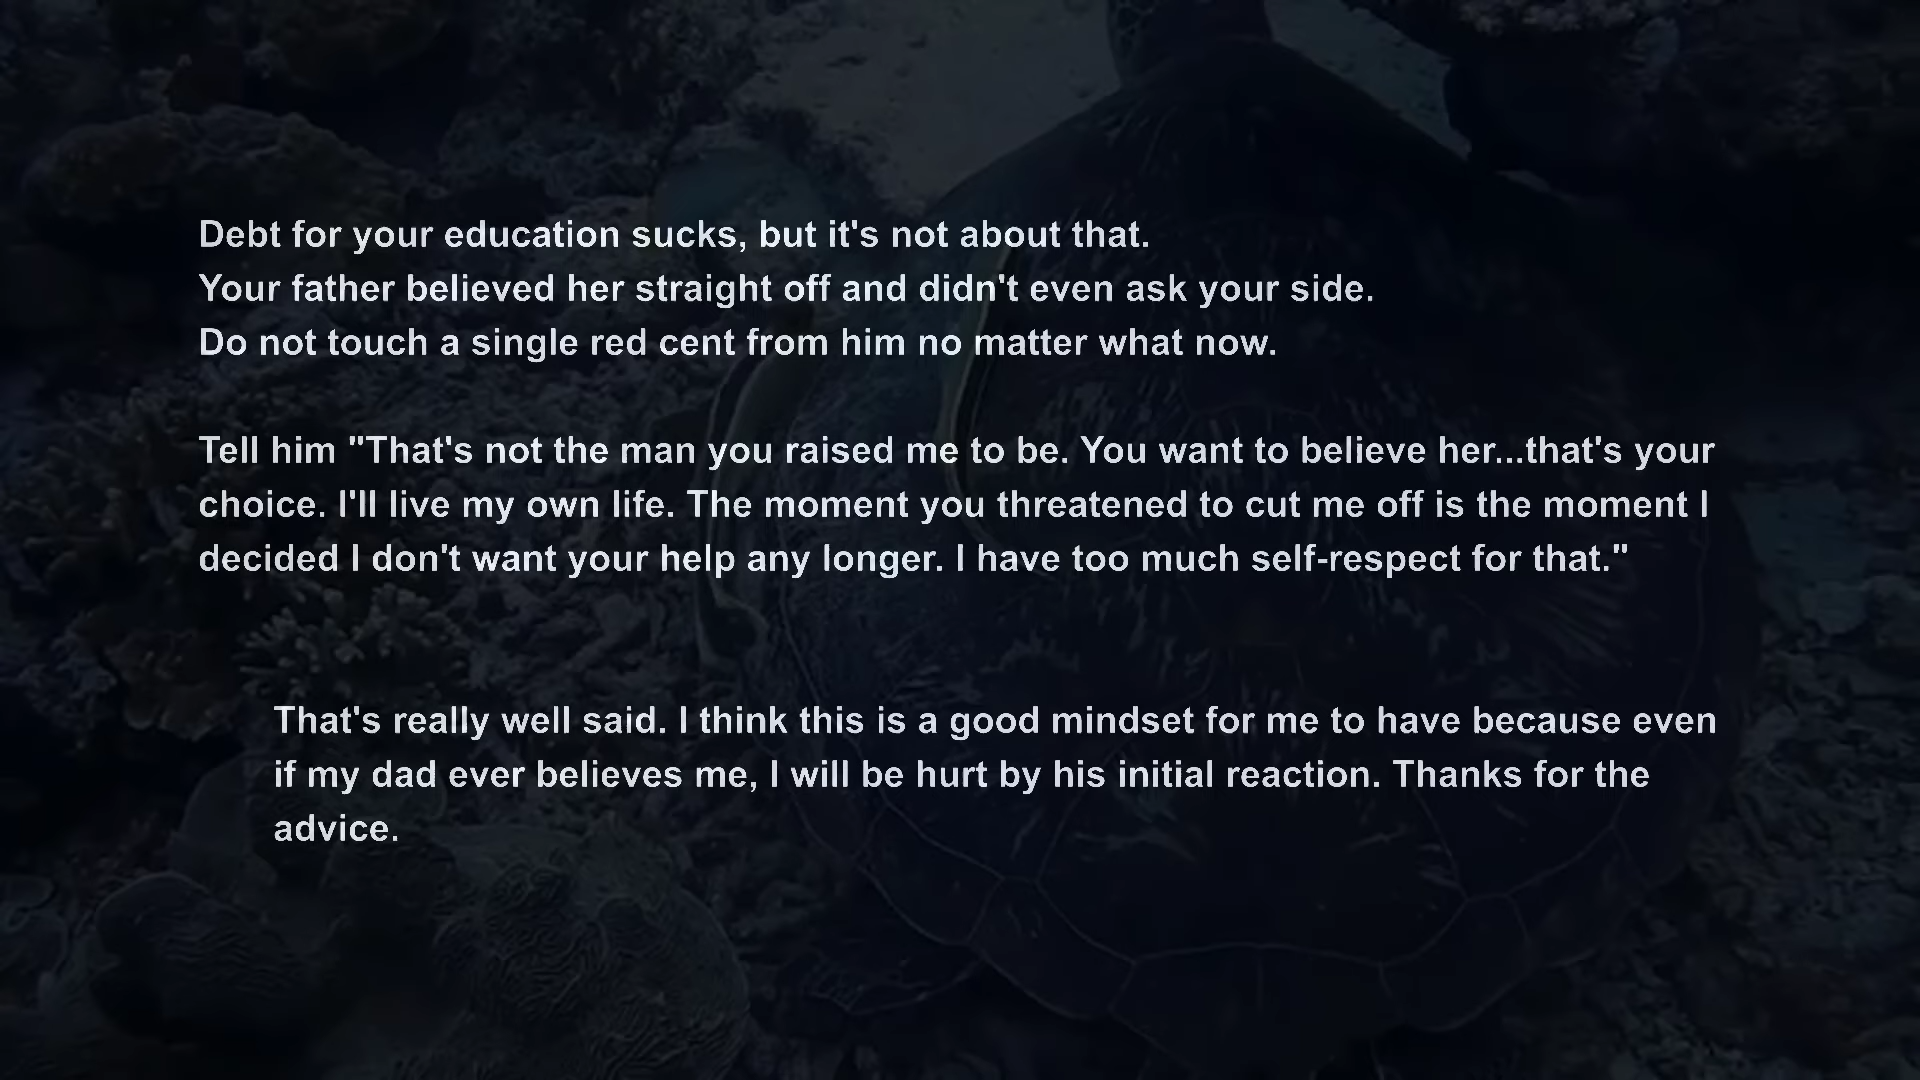 Debt for your education sucks, but it's not about that.
Your father believed her straight off and didn't even ask your side.
Do not touch a single red cent from him no matter what now.
Tell him "That's not the man you raised me to be. You want to believe her...that's your
choice. I'll live my own life. The moment you threatened to cut me off is the moment I
decided I don't want your help any longer. I have too much self-respect for that."
That's really well said. I think this is a good mindset for me to have because even
if my dad ever believes me, I will be hurt by his initial reaction. Thanks for the
advice.